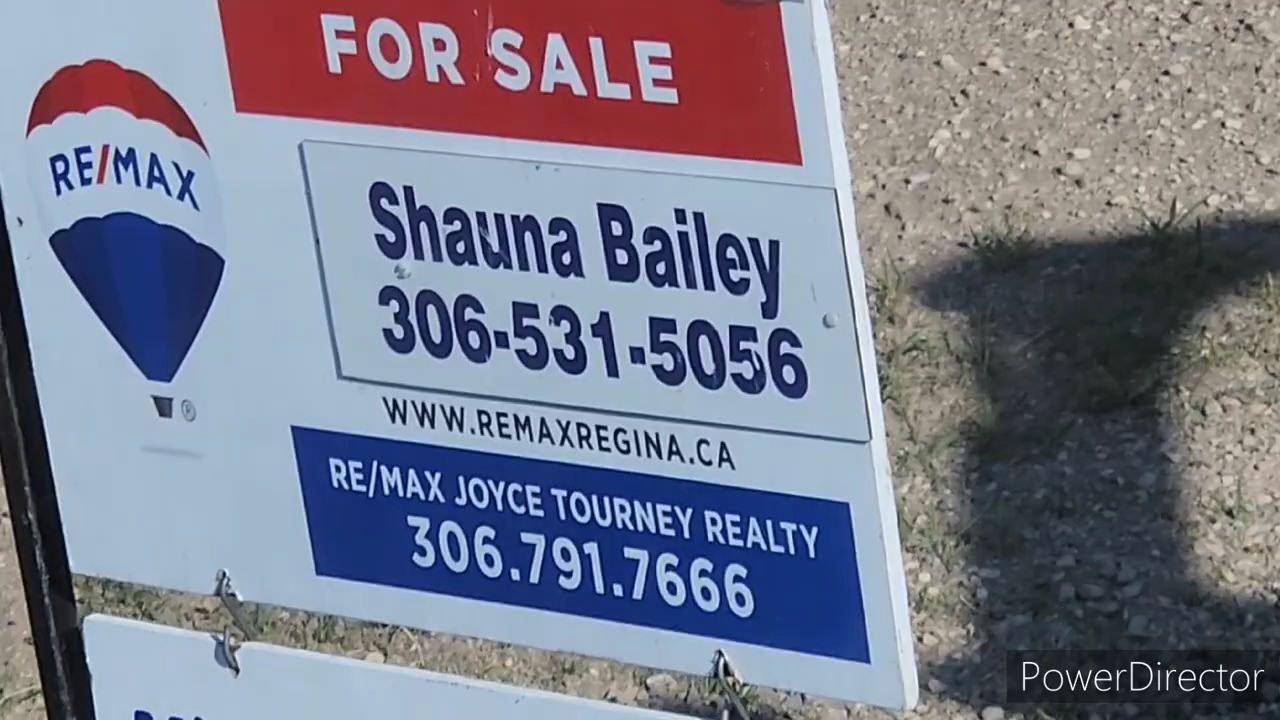 FOR SALE
RE/MAX
®
Shauna Bailey
306-531-5056
WWW.REMAXREGINA.CA
RE/MAX JOYCE TOURNEY REALTY
306.791.7666
PowerDirector